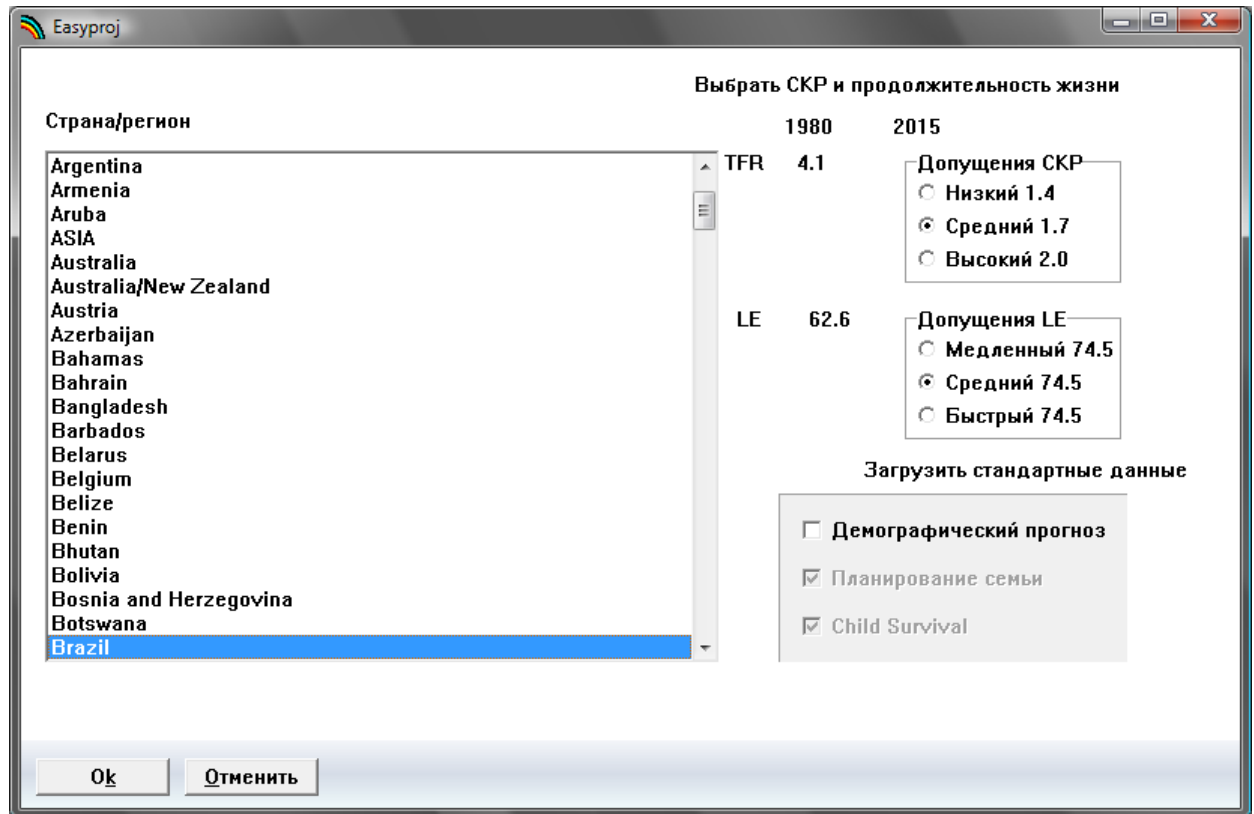 Easyproj
Выбрать СКР и продолжительность жизни
Страна/регион
1980 2015
Argentina
Armenia
Aruba
ASIA
Australia
Australia/New Zealand
Austria
Azerbaijan
Bahamas
Bahrain
Bangladesh
Barbados
Belarus
Belgium
Belize
Benin
Bhutan
Bolivia
Bosnia and Herzegovina
Botswana
Brazil
TFR 4.1
Допущения СКР
Низкий 1.4
Средний 1.7
Высокий 2.0
LE 62.6
Допущения LE
Медленный 74.5
Средний 74.5
Быстрый 74.5
Загрузить стандартные данные
Демографический прогноз
Планирование семьи
Child Survival
Ok Отменить